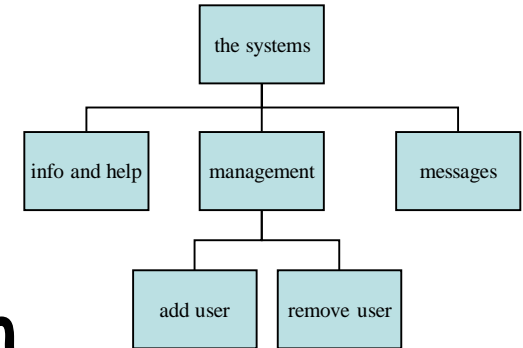 the systems
info and help
management
messages
add user
remove user